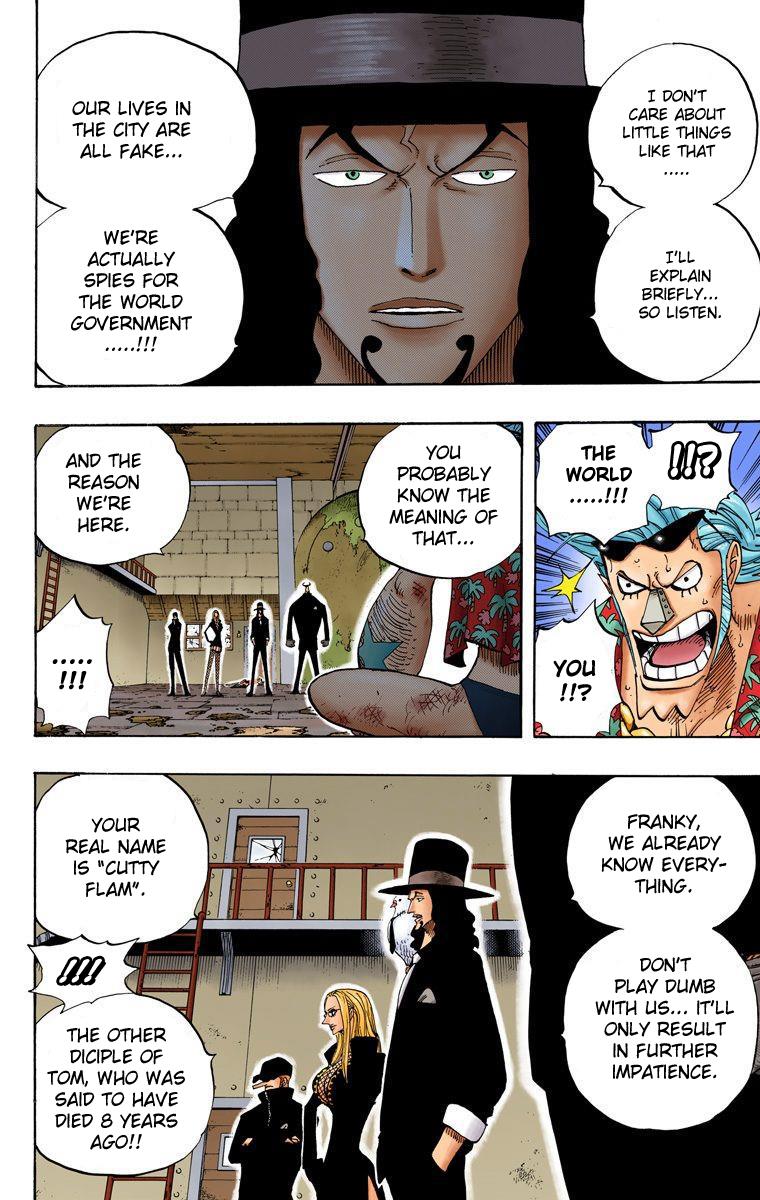 I DON'T
CARE ABOUT
LITTLE THINGS
LIKE THAT
.....
I'LL
EXPLAIN
BRIEFLY...
SO LISTEN.
OUR LIVES IN
THE CITY ARE
ALL FAKE...
WE'RE
ACTUALLY
SPIES FOR
THE WORLD
GOVERNMENT
.....!!!
!!?
THE
WORLD
.....!!!
YOU
!!?
YOU
PROBABLY
KNOW THE
MEANING OF
THAT...
AND THE
REASON
WE'RE
HERE.
.....
!!!
FRANKY,
WE ALREADY
KNOW EVERY-
THING.
DON'T
PLAY DUMB
WITH US... IT'LL
ONLY RESULT
IN FURTHER
IMPATIENCE.
YOUR
REAL NAME
IS "CUTTY
FLAM".
!!!
THE OTHER
DICIPLE OF
TOM, WHO WAS
SAID TO HAVE
DIED 8 YEARS
AGO!!